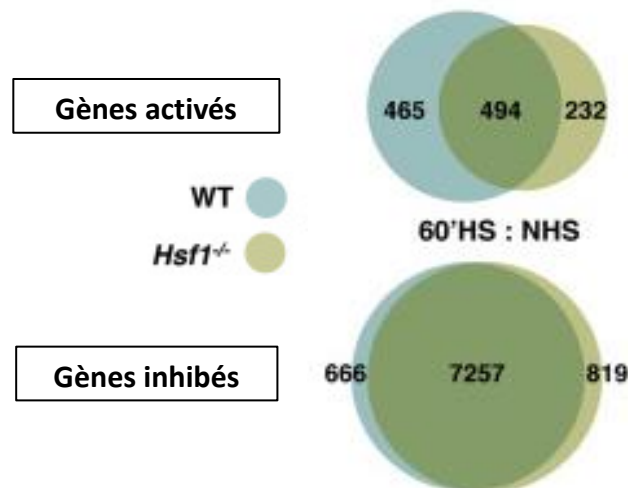 465 494 232
Gènes activés
WT
60'HS : NHS
Hsf1-/-
666 7257 819
Gènes inhibés